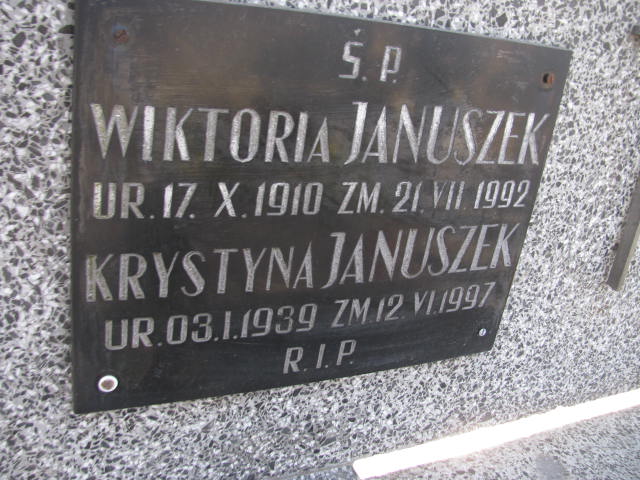 Ś.P.
WIKTORIA JANUSZEK
UR.17. X.1910 ZM.21.VII 1992
KRYSTYNA JANUSZEK
UR.03.I.1939 ZM 12.VI.1997
R.I.P.